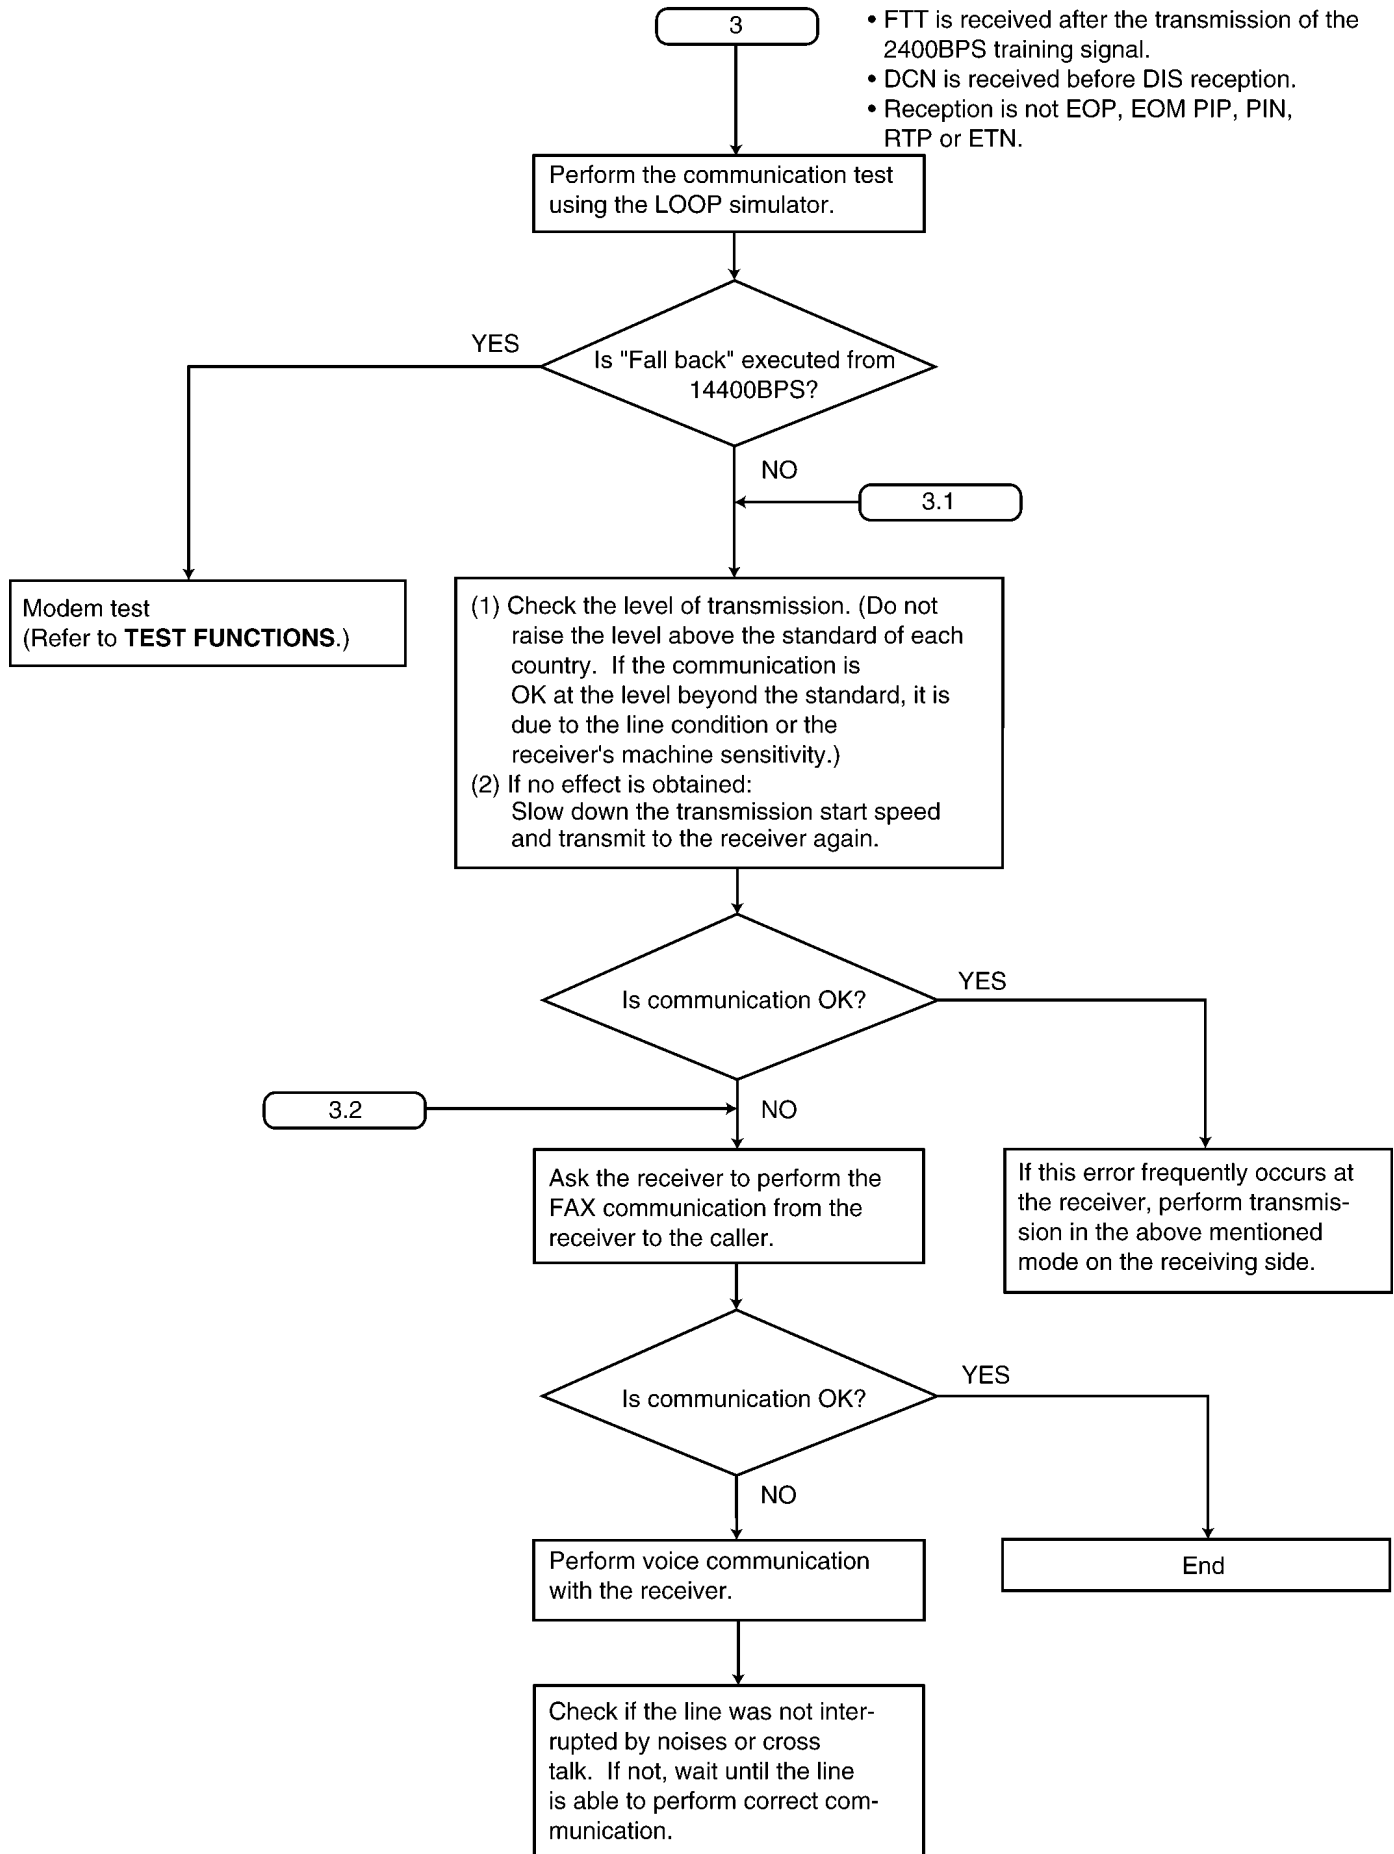 3
• FTT is received after the transmission of the
2400BPS training signal.
• DCN is received before DIS reception.
• Reception is not EOP, EOM PIP, PIN,
RTP or ETN.
Perform the communication test
using the LOOP simulator.
YES
Is "Fall back" executed from
14400BPS?
NO
3.1
Modem test
(Refer to TEST FUNCTIONS.)
(1) Check the level of transmission. (Do not
raise the level above the standard of each
country. If the communication is
OK at the level beyond the standard, it is
due to the line condition or the
receiver's machine sensitivity.)
(2) If no effect is obtained:
Slow down the transmission start speed
and transmit to the receiver again.
Is communication OK?
YES
3.2
NO
Ask the receiver to perform the
FAX communication from the
receiver to the caller.
If this error frequently occurs at
the receiver, perform transmis-
sion in the above mentioned
mode on the receiving side.
Is communication OK?
YES
NO
Perform voice communication
with the receiver.
End
Check if the line was not inter-
rupted by noises or cross
talk. If not, wait until the line
is able to perform correct com-
munication.